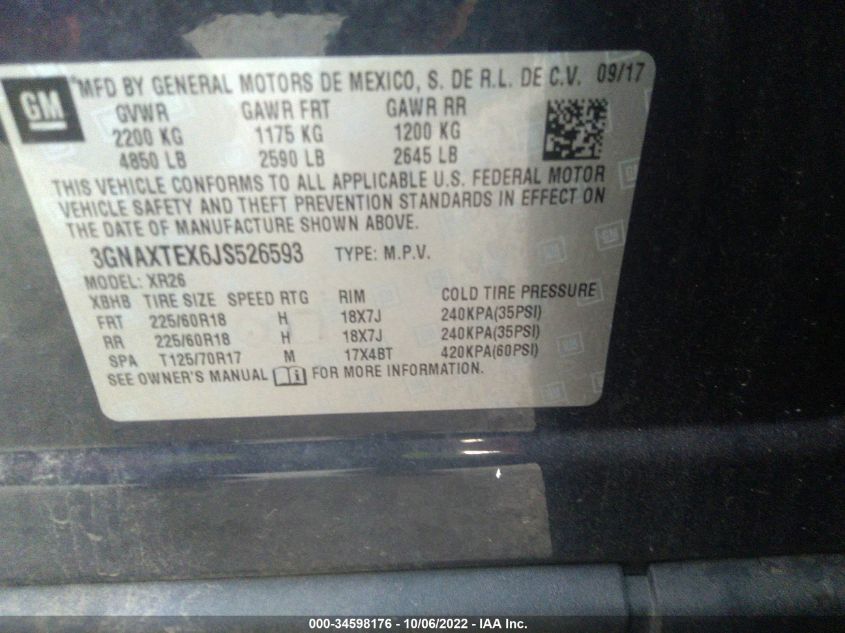 GM
®MFD BY GENERAL MOTORS DE MEXICO, S. DE R.L. DE C.V. 09/17
GVWR GAWR FRT GAWR RR
2200 KG 1175 KG 1200 KG
4850 LB 2590 LB 2645 LB
THIS VEHICLE CONFORMS TO ALL APPLICABLE U.S. FEDERAL MOTOR
VEHICLE SAFETY AND THEFT PREVENTION STANDARDS IN EFFECT ON
THE DATE OF MANUFACTURE SHOWN ABOVE.
3GNAXTEX6JS526593 TYPE: M.P.V.
MODEL: XR26
XBHB TIRE SIZE SPEED RTG RIM COLD TIRE PRESSURE
FRT 225/60R18 H 18X7J 240KPA(35PSI)
RR 225/60R18 H 18X7J 240KPA(35PSI)
SPA T125/70R17 M 17X4BT 420KPA(60PSI)
SEE OWNER'S MANUAL FOR MORE INFORMATION.
000-34598176 - 10/06/2022 - IAA Inc.